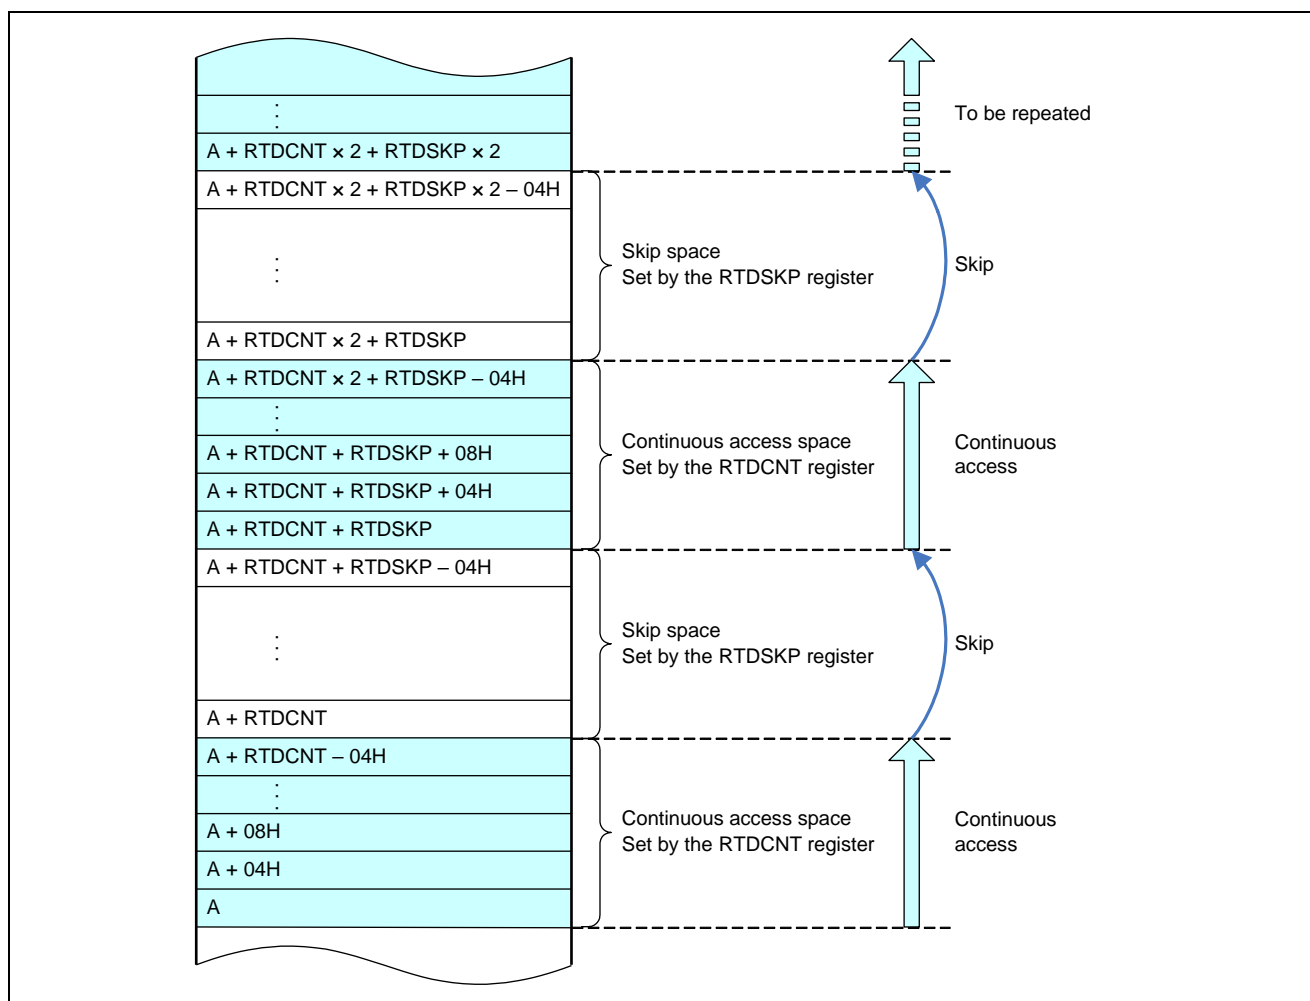 ⋮
To be repeated
A + RTDCNT × 2 + RTDSKP × 2
A + RTDCNT × 2 + RTDSKP × 2 – 04H
⋮
Skip space
Set by the RTDSKP register
Skip
A + RTDCNT × 2 + RTDSKP
A + RTDCNT × 2 + RTDSKP – 04H
⋮
A + RTDCNT + RTDSKP + 08H
Continuous access space
Set by the RTDCNT register
Continuous
access
A + RTDCNT + RTDSKP + 04H
A + RTDCNT + RTDSKP
A + RTDCNT + RTDSKP – 04H
⋮
Skip space
Set by the RTDSKP register
Skip
A + RTDCNT
A + RTDCNT – 04H
⋮
Continuous access space
Set by the RTDCNT register
Continuous
access
A + 08H
A + 04H
A